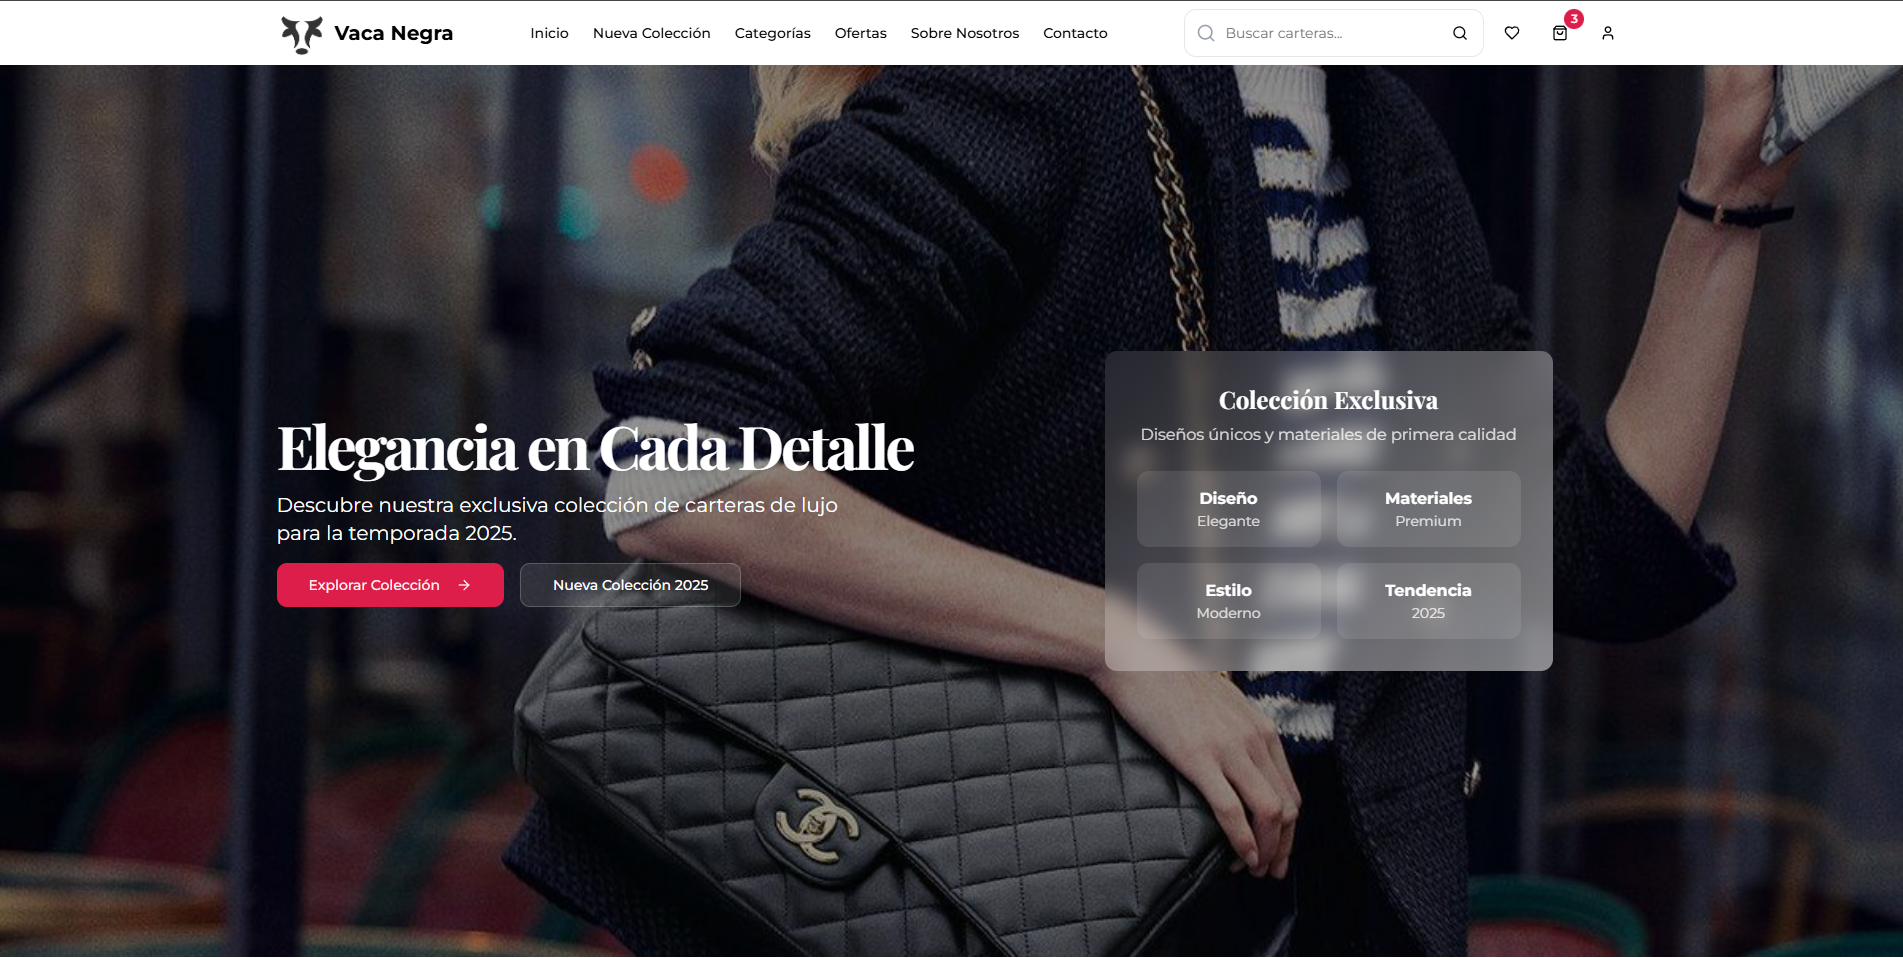 Vaca Negra
Inicio
Nueva Colección
Categorías
Ofertas
Sobre Nosotros
Contacto
Buscar carteras...
3
Elegancia en Cada Detalle
Descubre nuestra exclusiva colección de carteras de lujo
para la temporada 2025.
Explorar Colección
Nueva Colección 2025
Colección Exclusiva
Diseños únicos y materiales de primera calidad
Diseño
Elegante
Materiales
Premium
Estilo
Moderno
Tendencia
2025